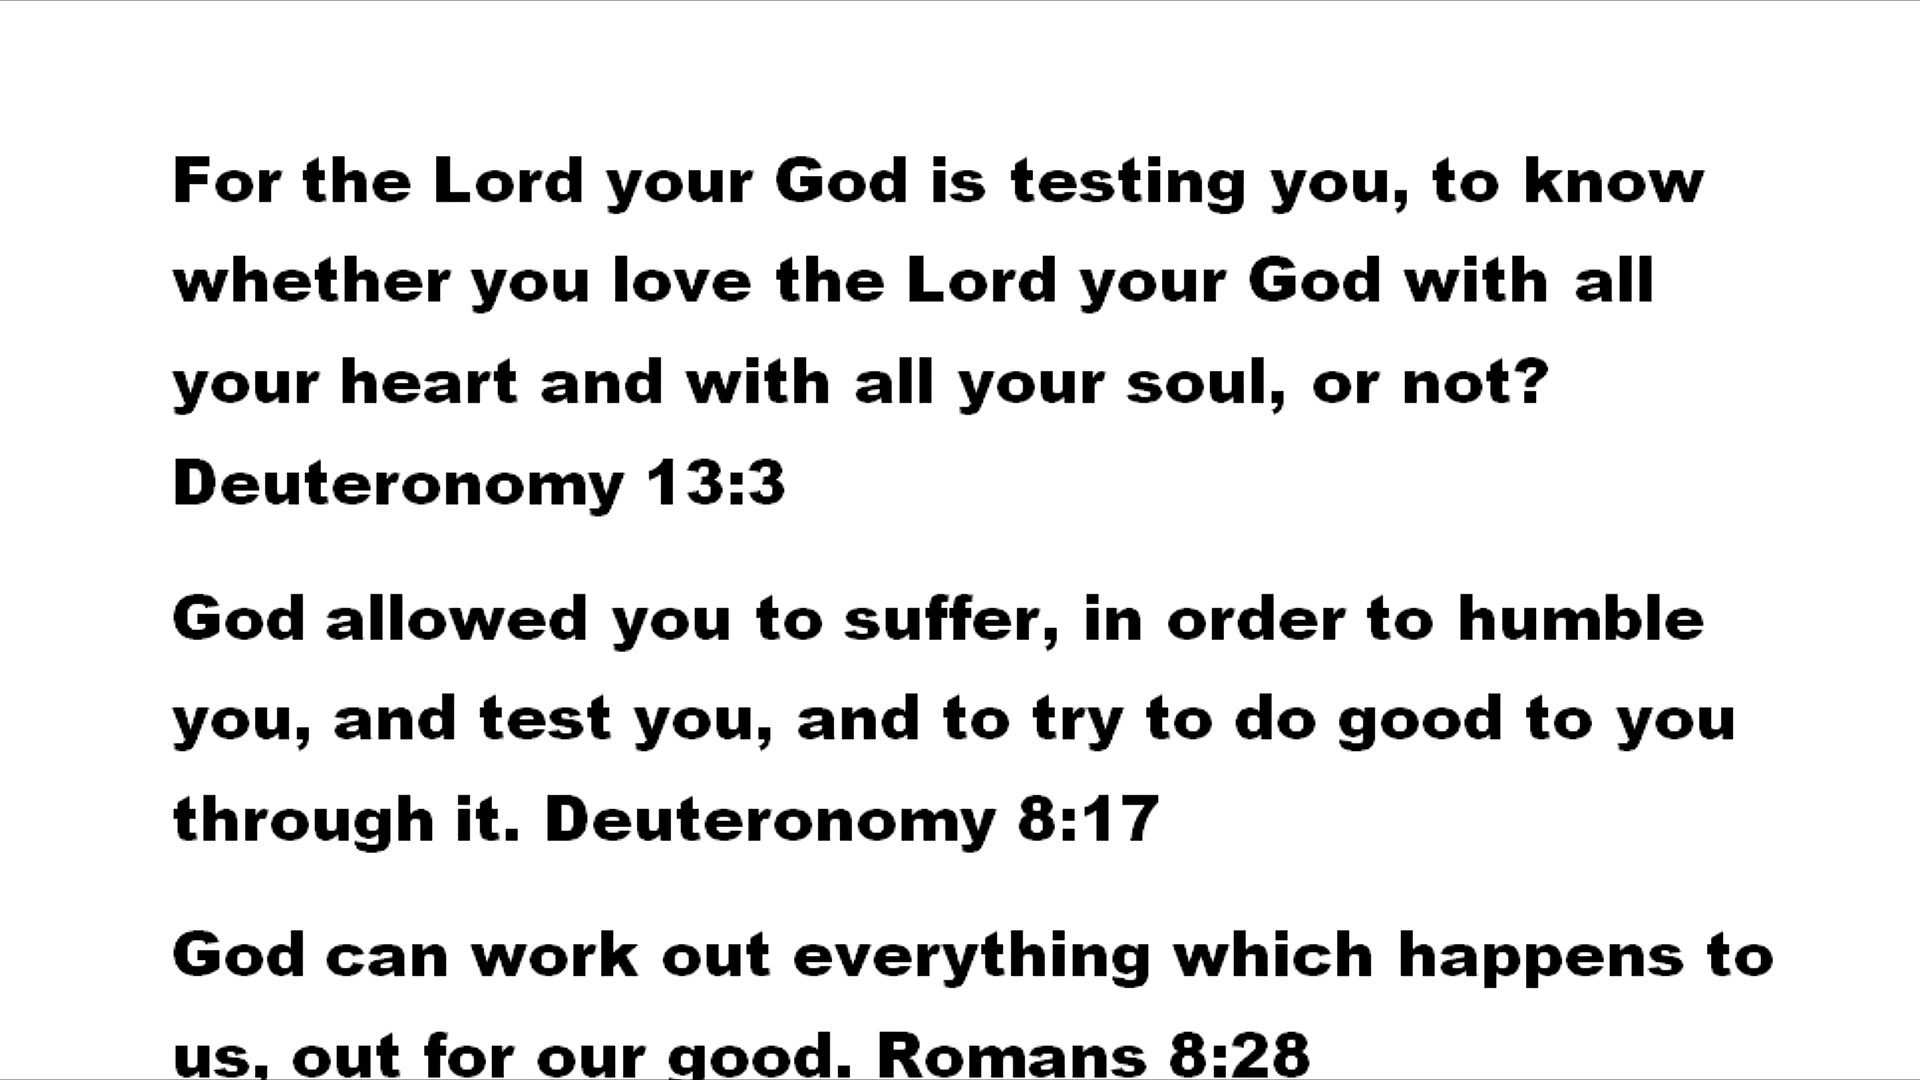 For the Lord your God is testing you, to know
whether you love the Lord your God with all
your heart and with all your soul, or not?
Deuteronomy 13:3
God allowed you to suffer, in order to humble
you, and test you, and to try to do good to you
through it. Deuteronomy 8:17
God can work out everything which happens to
us, out for our good. Romans 8:28